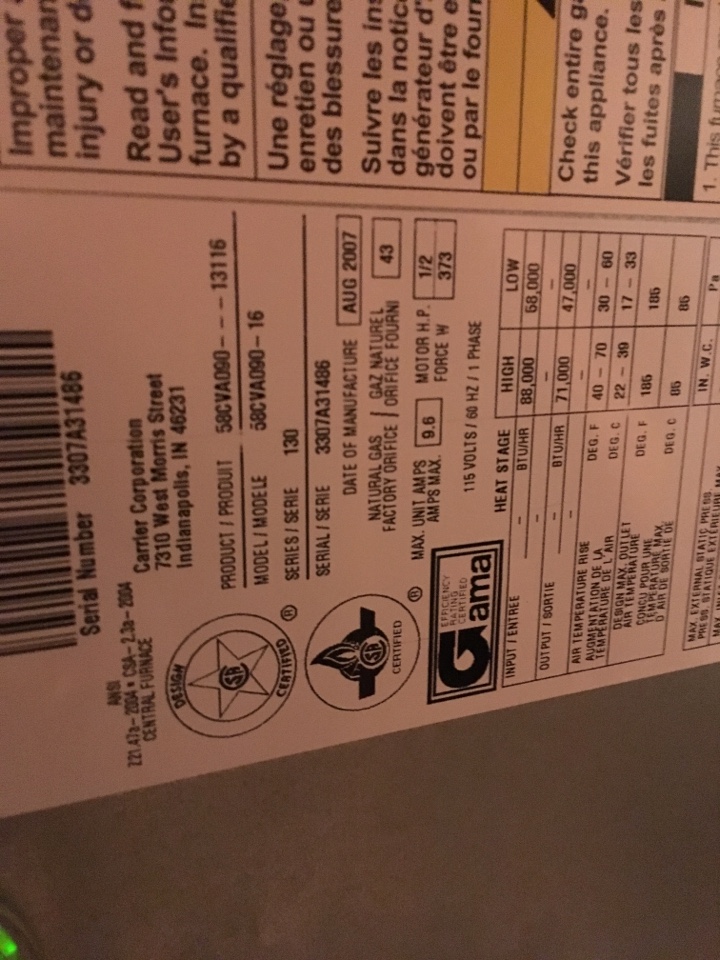 Improper
maintenan
injury or d
Read and f
User's Info
furnace. In
by a qualifie
Une réglage,
enretien ou u
des blessure
Suivre les ins
dans la notic
générateur d'
doivent être e
ou par le fourn
Check entire g
this appliance.
Vérifier tous les
les fuites après
1. This furna
Serial Number 3307A31486
ANSI
Z21.47a-2004 • CSA-2.3a-2004
CENTRAL FURNACE
Carrier Corporation
7310 West Morris Street
Indianapolis, IN 46231
DESIGN
SA
CERTIFIED
®
PRODUCT / PRODUIT 58CVA090- - - 13116
MODEL / MODELE 58CVA090-16
SERIES / SERIE 130
SERIAL / SERIE 3307A31486
DATE OF MANUFACTURE AUG 2007
SA
CERTIFIED
®
NATURAL GAS / GAZ NATUREL
FACTORY ORIFICE / ORIFICE FOURNI 43
MAX. UNIT AMPS 9.6 MOTOR H.P. 1/2
AMPS MAX. FORCE W 373
115 VOLTS / 60 HZ / 1 PHASE
Gama
EFFICIENCY
RATING
CERTIFIED
HEAT STAGE HIGH LOW
INPUT / ENTREE - BTU/HR 88,000 58,000
- - -
OUTPUT / SORTIE - BTU/HR 71,000 47,000
- - -
AIR TEMPERATURE RISE DEG. F 40 - 70 30 - 60
AUGMENTATION DE LA
TEMPERATURE DE L'AIR DEG. C 22 - 39 17 - 33
DESIGN MAX. OUTLET
AIR TEMPERATURE DEG. F 185 185
CONCU POUR UNE
TEMPERATURE MAX.
D'AIR DE SORTIE DE DEG. C 85 85
MAX. EXTERNAL STATIC PRESS. IN. W.C. Pa
PRESS. STATIQUE EXTERIEURE MAX.